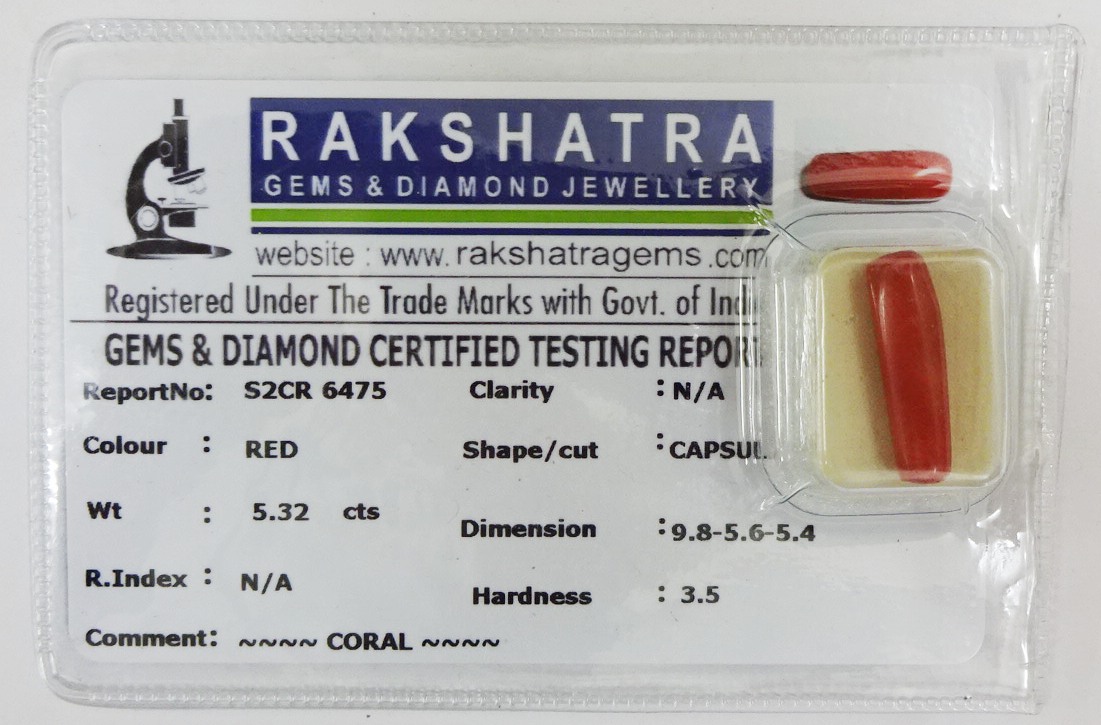 RAKSHATRA
GEMS & DIAMOND JEWELLERY
website : www.rakshatragems.com
Registered Under The Trade Marks with Govt. of
GEMS & DIAMOND CERTIFIED TESTING REPORT
ReportNo: S2CR 6475 Clarity : N/A
Colour : RED Shape/cut : CAPSUL
Wt : 5.32 cts Dimension : 9.8-5.6-5.4
R.Index : N/A Hardness : 3.5
Comment: ~~~~ CORAL ~~~~